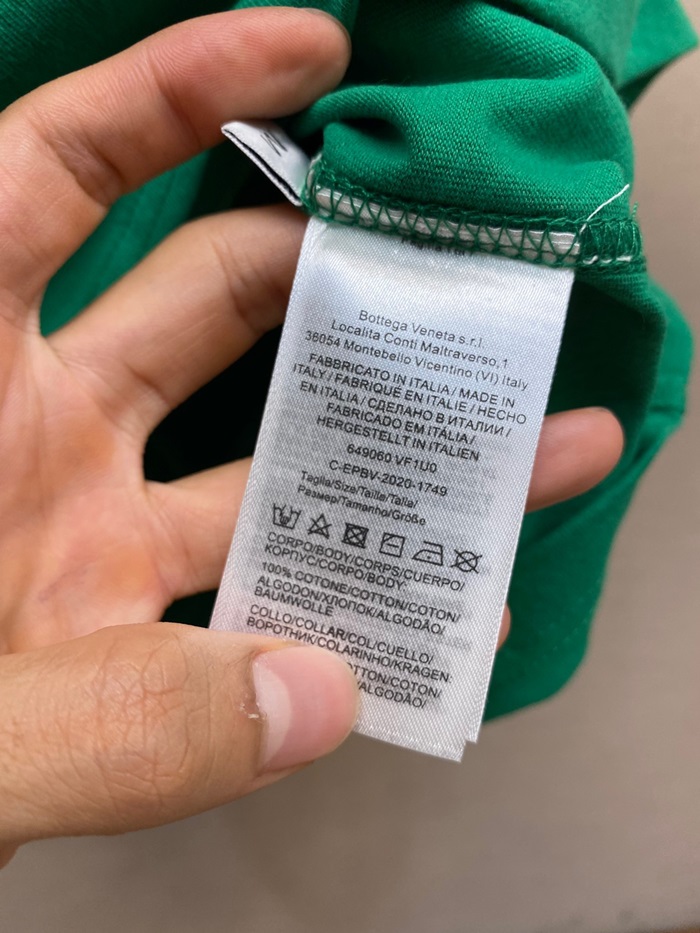 M
Bottega Veneta s.r.l.
Localita Conti Maltraverso,1
36054 Montebello Vicentino (VI) Italy
FABBRICATO IN ITALIA / MADE IN
ITALY / FABRIQUÉ EN ITALIE / HECHO
EN ITALIA / СДЕЛАНО В ИТАЛИИ /
FABRICADO EM ITÁLIA /
HERGESTELLT IN ITALIEN
649060 VF1U0
C-EPBV-2020-1749
Taglia/Size/Taille/Talla/
Размер/Tamanho/Größe
CORPO/BODY/CORPS/CUERPO/
КОРПУС/CORPO/BODY
100% COTONE/COTTON/COTON/
ALGODON/ХЛОПОК/ALGODÃO/
BAUMWOLLE
COLLO/COLLAR/COL/CUELLO/
ВОРОТНИК/COLARINHO/KRAGEN
/COTON/
/ALGODÃO/